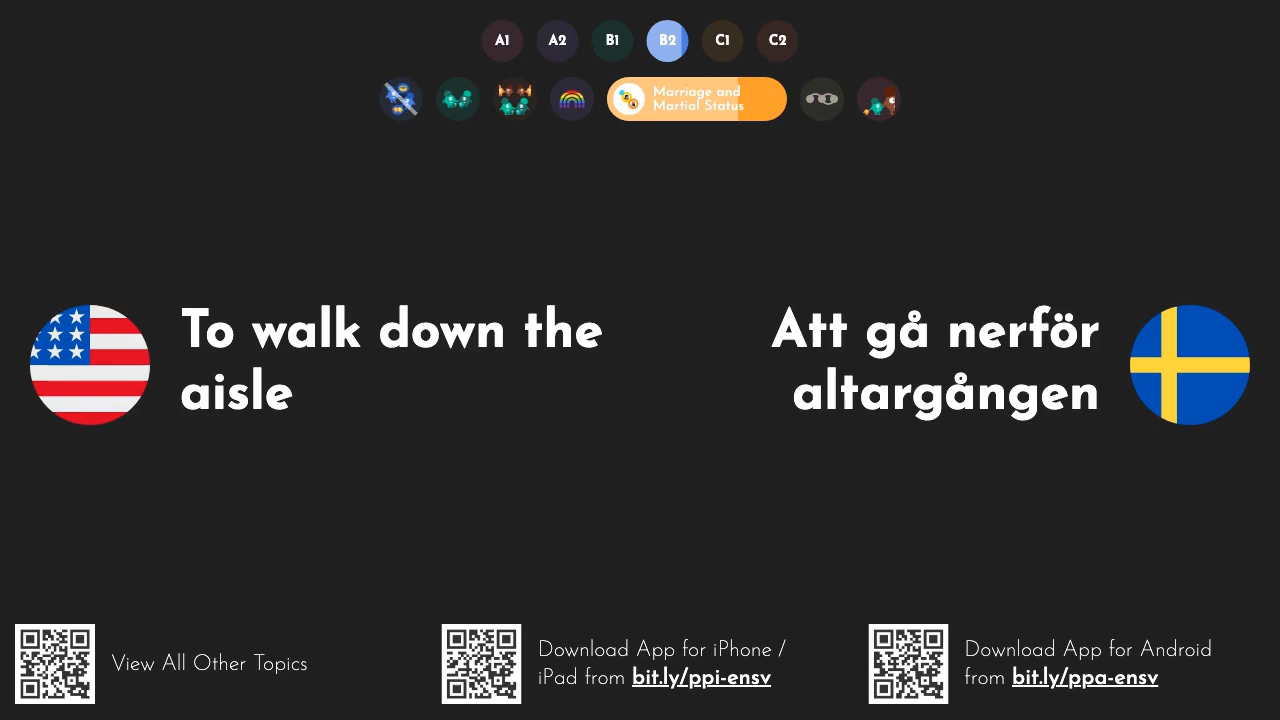 A1 A2 B1 B2 C1 C2
Marriage and
Martial Status
To walk down the
aisle
Att gå nerför
altargången
View All Other Topics
Download App for iPhone /
iPad from bit.ly/ppi-ensv
Download App for Android
from bit.ly/ppa-ensv